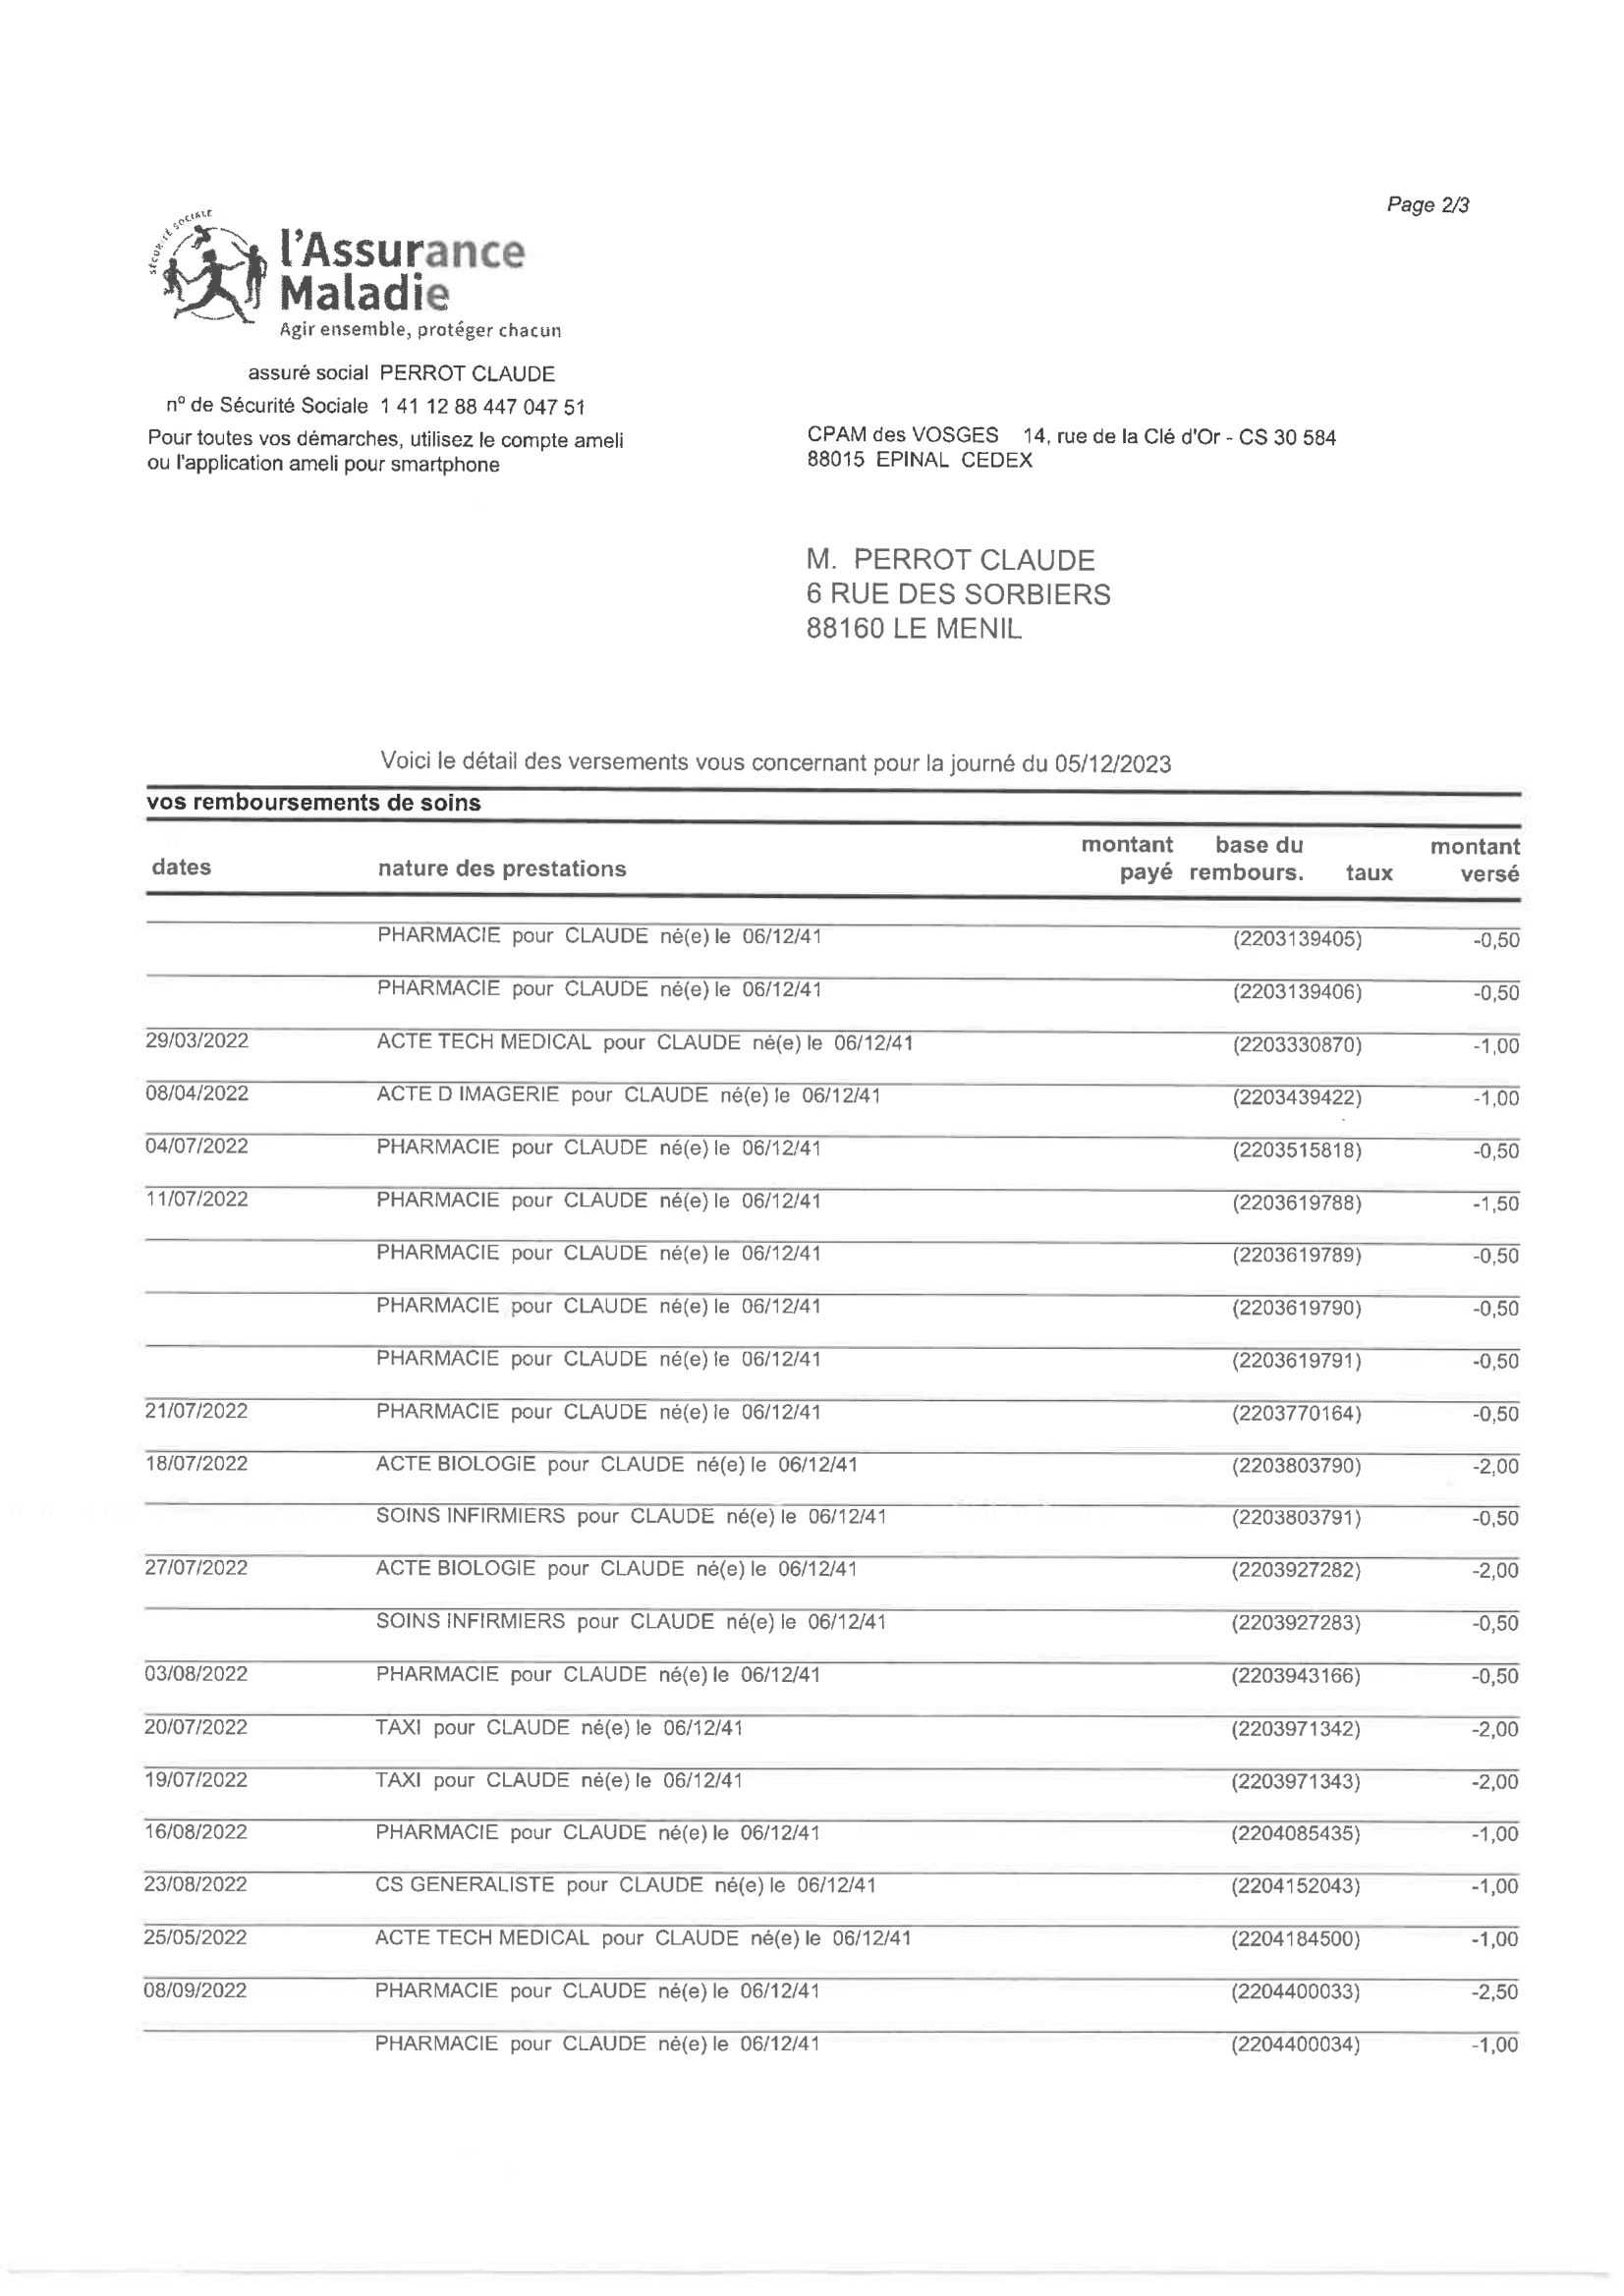 Page 2/3
SÉCURITÉ SOCIALE
l'Assurance
Maladie
Agir ensemble, protéger chacun
assuré social PERROT CLAUDE
n° de Sécurité Sociale 1 41 12 88 447 047 51
Pour toutes vos démarches, utilisez le compte ameli
ou l'application ameli pour smartphone
CPAM des VOSGES 14, rue de la Clé d'Or - CS 30 584
88015 EPINAL CEDEX
M. PERROT CLAUDE
6 RUE DES SORBIERS
88160 LE MENIL
Voici le détail des versements vous concernant pour la journé du 05/12/2023
vos remboursements de soins
dates nature des prestations montant payé base du rembours. taux montant versé
PHARMACIE pour CLAUDE né(e) le 06/12/41 (2203139405) -0,50
PHARMACIE pour CLAUDE né(e) le 06/12/41 (2203139406) -0,50
29/03/2022 ACTE TECH MEDICAL pour CLAUDE né(e) le 06/12/41 (2203330870) -1,00
08/04/2022 ACTE D IMAGERIE pour CLAUDE né(e) le 06/12/41 (2203439422) -1,00
04/07/2022 PHARMACIE pour CLAUDE né(e) le 06/12/41 (2203515818) -0,50
11/07/2022 PHARMACIE pour CLAUDE né(e) le 06/12/41 (2203619788) -1,50
PHARMACIE pour CLAUDE né(e) le 06/12/41 (2203619789) -0,50
PHARMACIE pour CLAUDE né(e) le 06/12/41 (2203619790) -0,50
PHARMACIE pour CLAUDE né(e) le 06/12/41 (2203619791) -0,50
21/07/2022 PHARMACIE pour CLAUDE né(e) le 06/12/41 (2203770164) -0,50
18/07/2022 ACTE BIOLOGIE pour CLAUDE né(e) le 06/12/41 (2203803790) -2,00
SOINS INFIRMIERS pour CLAUDE né(e) le 06/12/41 (2203803791) -0,50
27/07/2022 ACTE BIOLOGIE pour CLAUDE né(e) le 06/12/41 (2203927282) -2,00
SOINS INFIRMIERS pour CLAUDE né(e) le 06/12/41 (2203927283) -0,50
03/08/2022 PHARMACIE pour CLAUDE né(e) le 06/12/41 (2203943166) -0,50
20/07/2022 TAXI pour CLAUDE né(e) le 06/12/41 (2203971342) -2,00
19/07/2022 TAXI pour CLAUDE né(e) le 06/12/41 (2203971343) -2,00
16/08/2022 PHARMACIE pour CLAUDE né(e) le 06/12/41 (2204085435) -1,00
23/08/2022 CS GENERALISTE pour CLAUDE né(e) le 06/12/41 (2204152043) -1,00
25/05/2022 ACTE TECH MEDICAL pour CLAUDE né(e) le 06/12/41 (2204184500) -1,00
08/09/2022 PHARMACIE pour CLAUDE né(e) le 06/12/41 (2204400033) -2,50
PHARMACIE pour CLAUDE né(e) le 06/12/41 (2204400034) -1,00